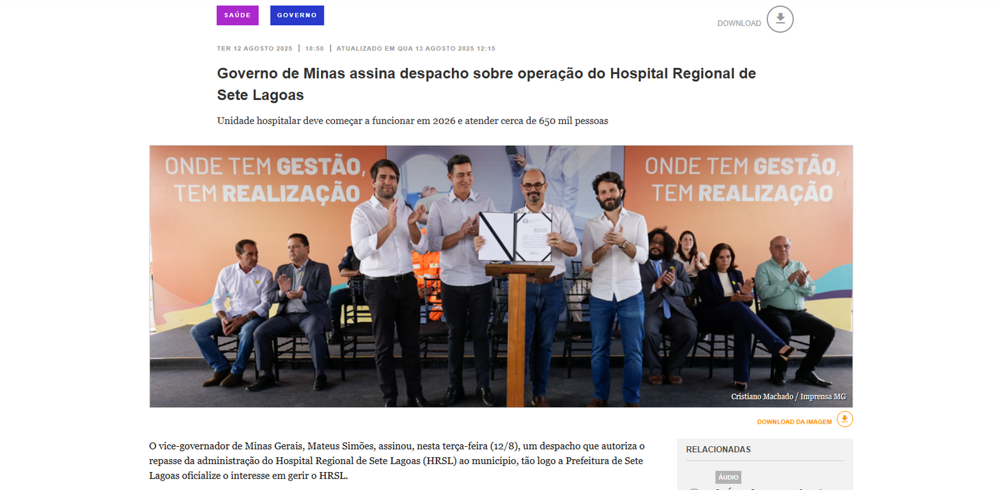 SAÚDE
GOVERNO
DOWNLOAD
TER 12 AGOSTO 2025 | 18:50 | ATUALIZADO EM QUA 13 AGOSTO 2025 12:15
Governo de Minas assina despacho sobre operação do Hospital Regional de
Sete Lagoas
Unidade hospitalar deve começar a funcionar em 2026 e atender cerca de 650 mil pessoas
ONDE TEM GESTÃO,
TEM REALIZAÇÃO
ONDE TEM GESTÃO,
TEM REALIZAÇÃO
Cristiano Machado / Imprensa MG
DOWNLOAD DA IMAGEM
O vice-governador de Minas Gerais, Mateus Simões, assinou, nesta terça-feira (12/8), um despacho que autoriza o
repasse da administração do Hospital Regional de Sete Lagoas (HRSL) ao município, tão logo a Prefeitura de Sete
Lagoas oficialize o interesse em gerir o HRSL.
RELACIONADAS
ÁUDIO